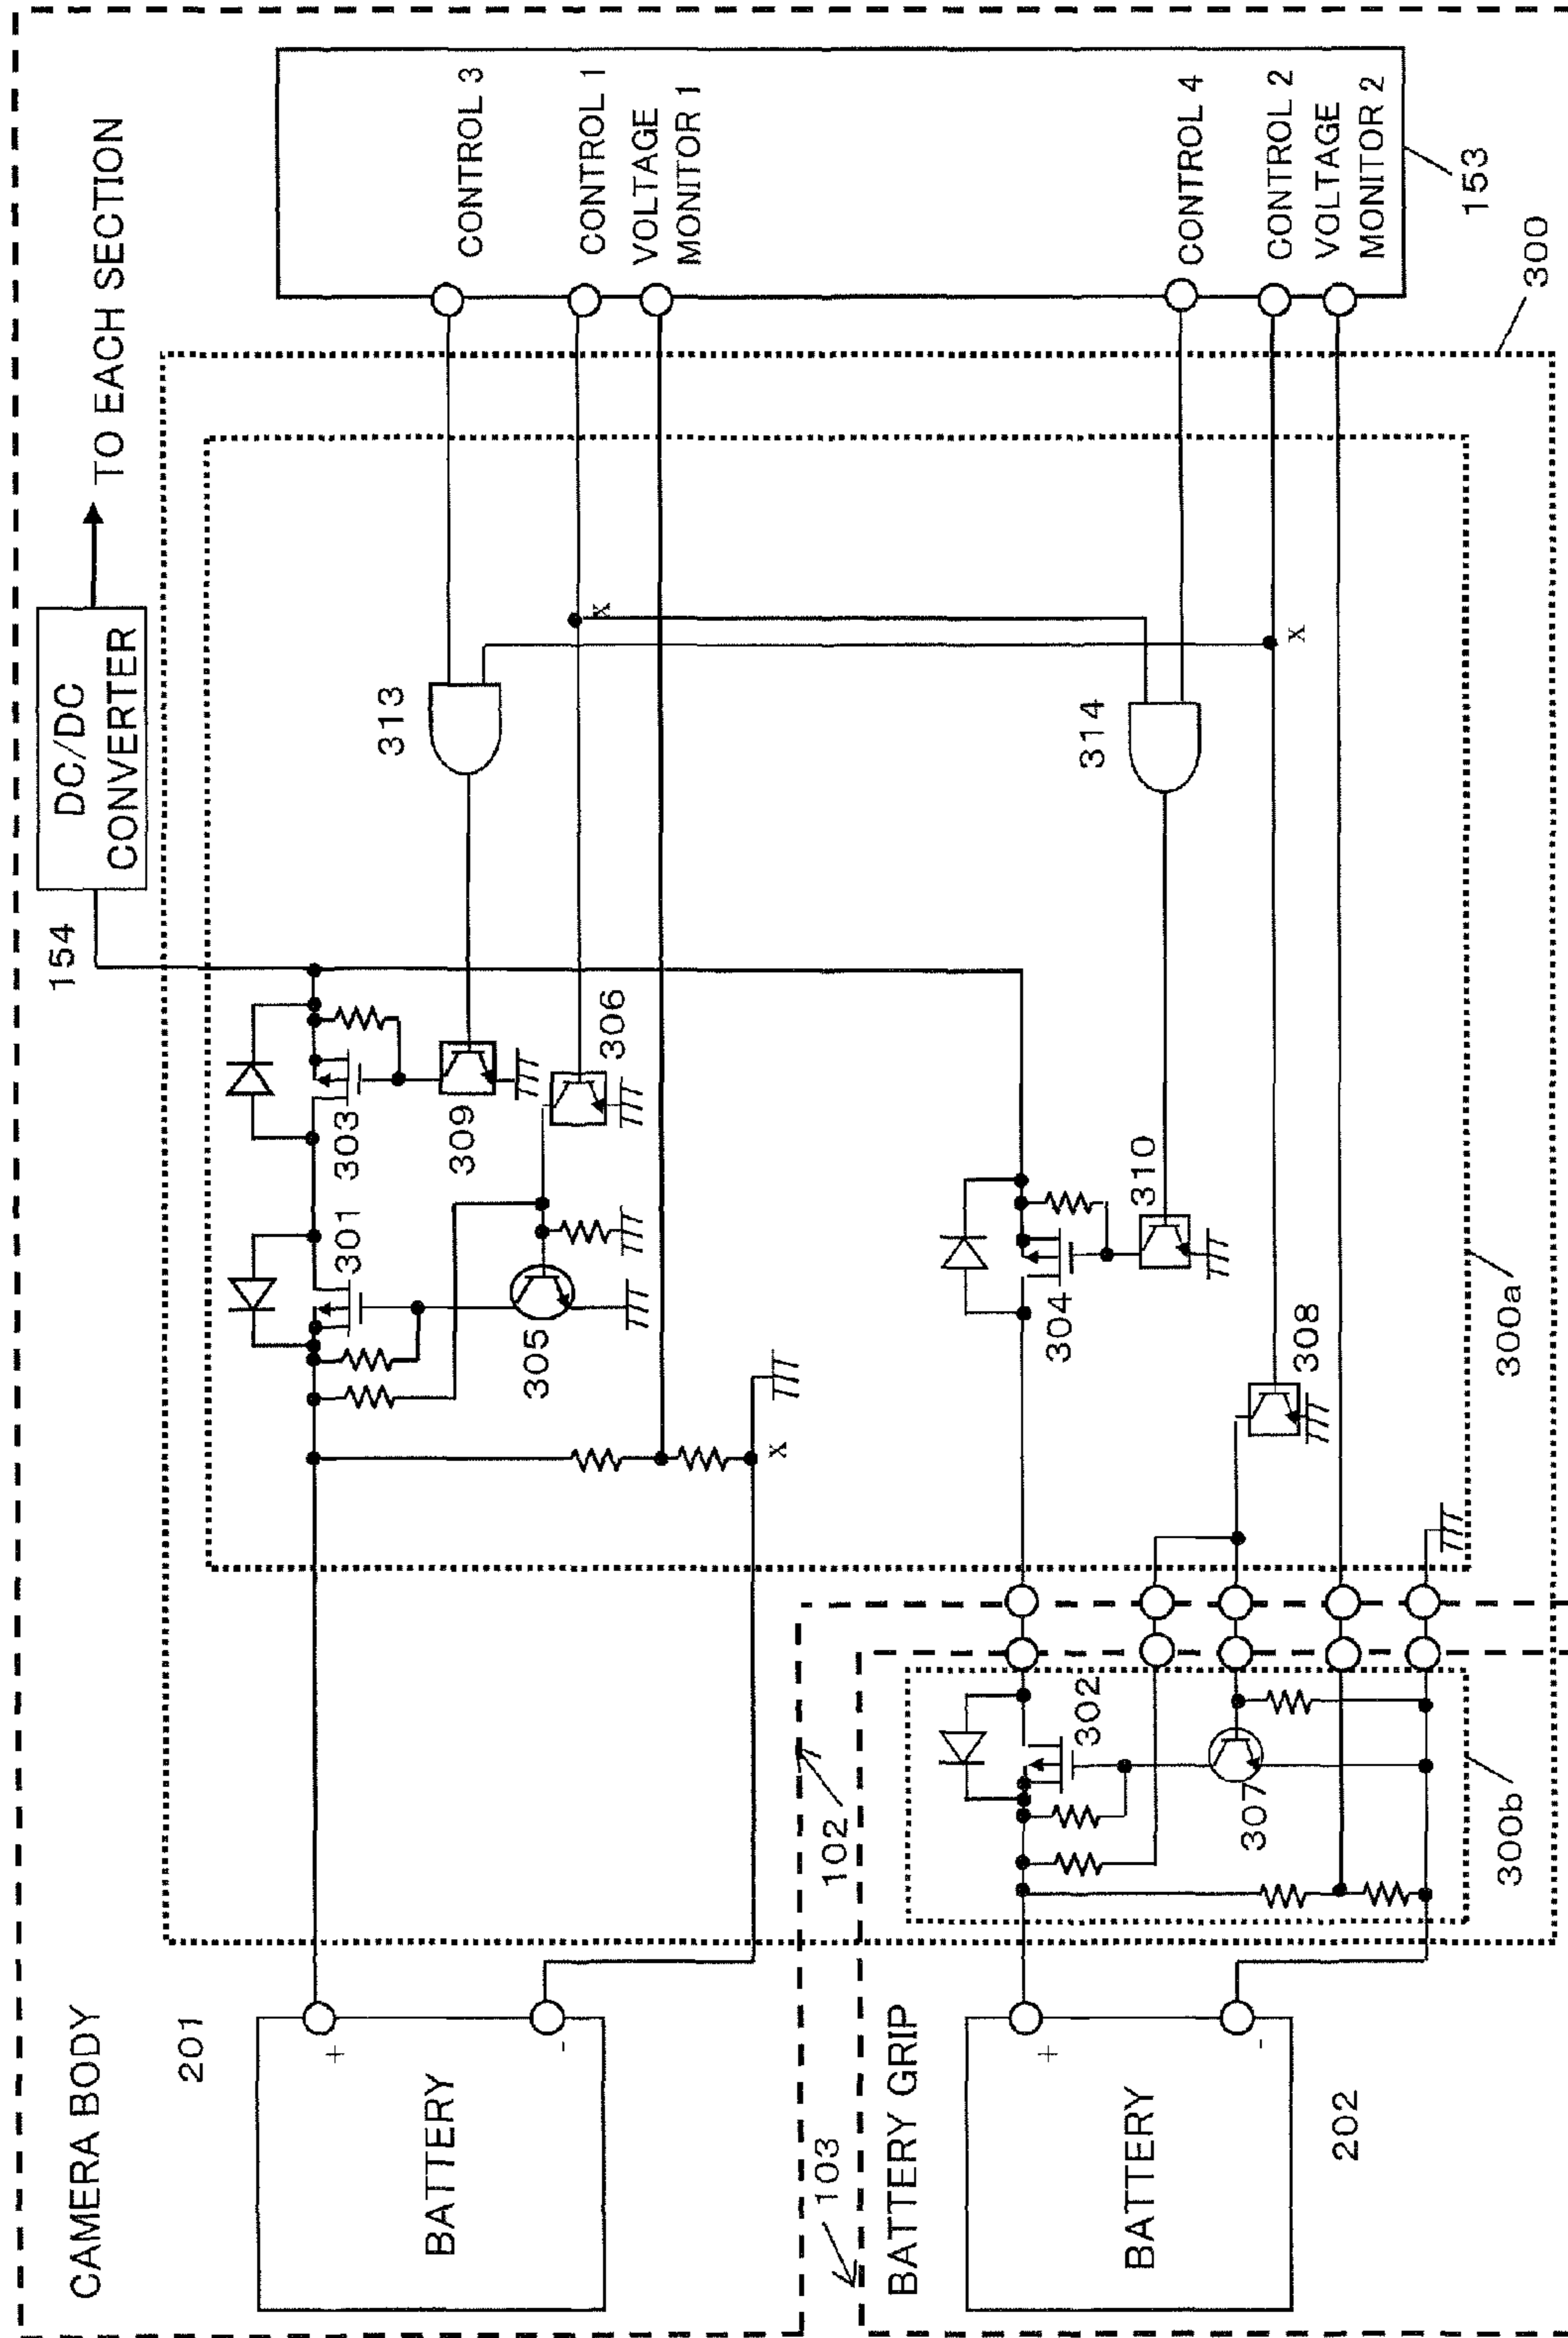 CAMERA BODY
201
BATTERY
+
-
103
102
BATTERY GRIP
BATTERY
+
-
202
154
DC/DC
CONVERTER
TO EACH SECTION
301
303
305
309
306
313
x
x
x
302
307
300b
304
310
308
300a
314
300
CONTROL 3
CONTROL 1
VOLTAGE
MONITOR 1
CONTROL 4
CONTROL 2
VOLTAGE
MONITOR 2
153